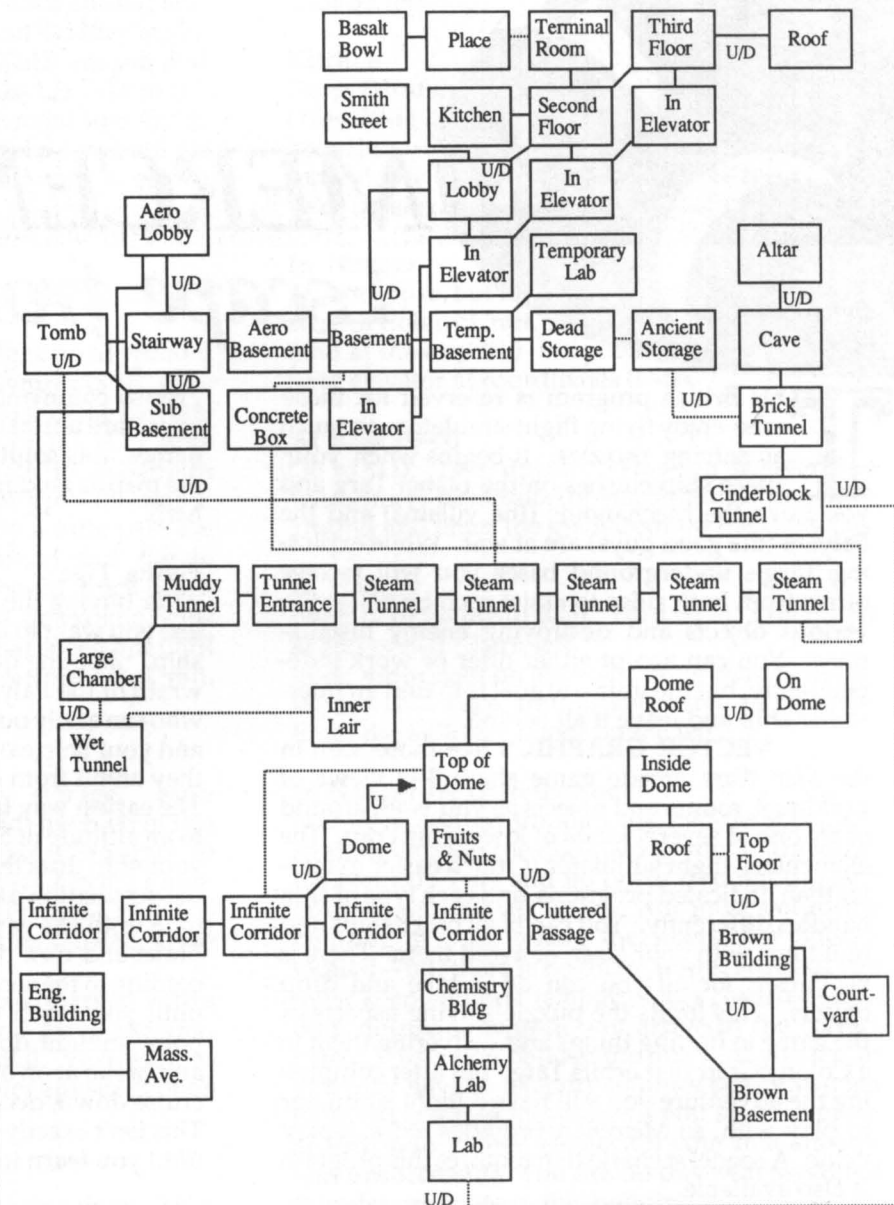 Basalt
Bowl
Place
Terminal
Room
Third
Floor
U/D
Roof
Smith
Street
Kitchen
Second
Floor
In
Elevator
U/D
Lobby
In
Elevator
Aero
Lobby
U/D
In
Elevator
Temporary
Lab
Altar
U/D
U/D
Tomb
U/D
Stairway
Aero
Basement
Basement
Temp.
Basement
Dead
Storage
Ancient
Storage
Cave
U/D
Sub
Basement
Concrete
Box
In
Elevator
U/D
Brick
Tunnel
U/D
Cinderblock
Tunnel
U/D
Muddy
Tunnel
Tunnel
Entrance
Steam
Tunnel
Steam
Tunnel
Steam
Tunnel
Steam
Tunnel
Steam
Tunnel
Large
Chamber
U/D
Wet
Tunnel
Inner
Lair
Dome
Roof
U/D
On
Dome
Top of
Dome
U
Inside
Dome
Dome
Fruits
& Nuts
Roof
Top
Floor
U/D
U/D
U/D
U/D
Infinite
Corridor
Infinite
Corridor
Infinite
Corridor
Infinite
Corridor
Infinite
Corridor
Cluttered
Passage
Brown
Building
Eng.
Building
Chemistry
Bldg
U/D
Court-
yard
Mass.
Ave.
Alchemy
Lab
Brown
Basement
Lab
U/D